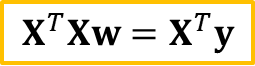 𝐗ᵀ𝐗𝐰 = 𝐗ᵀ𝐲